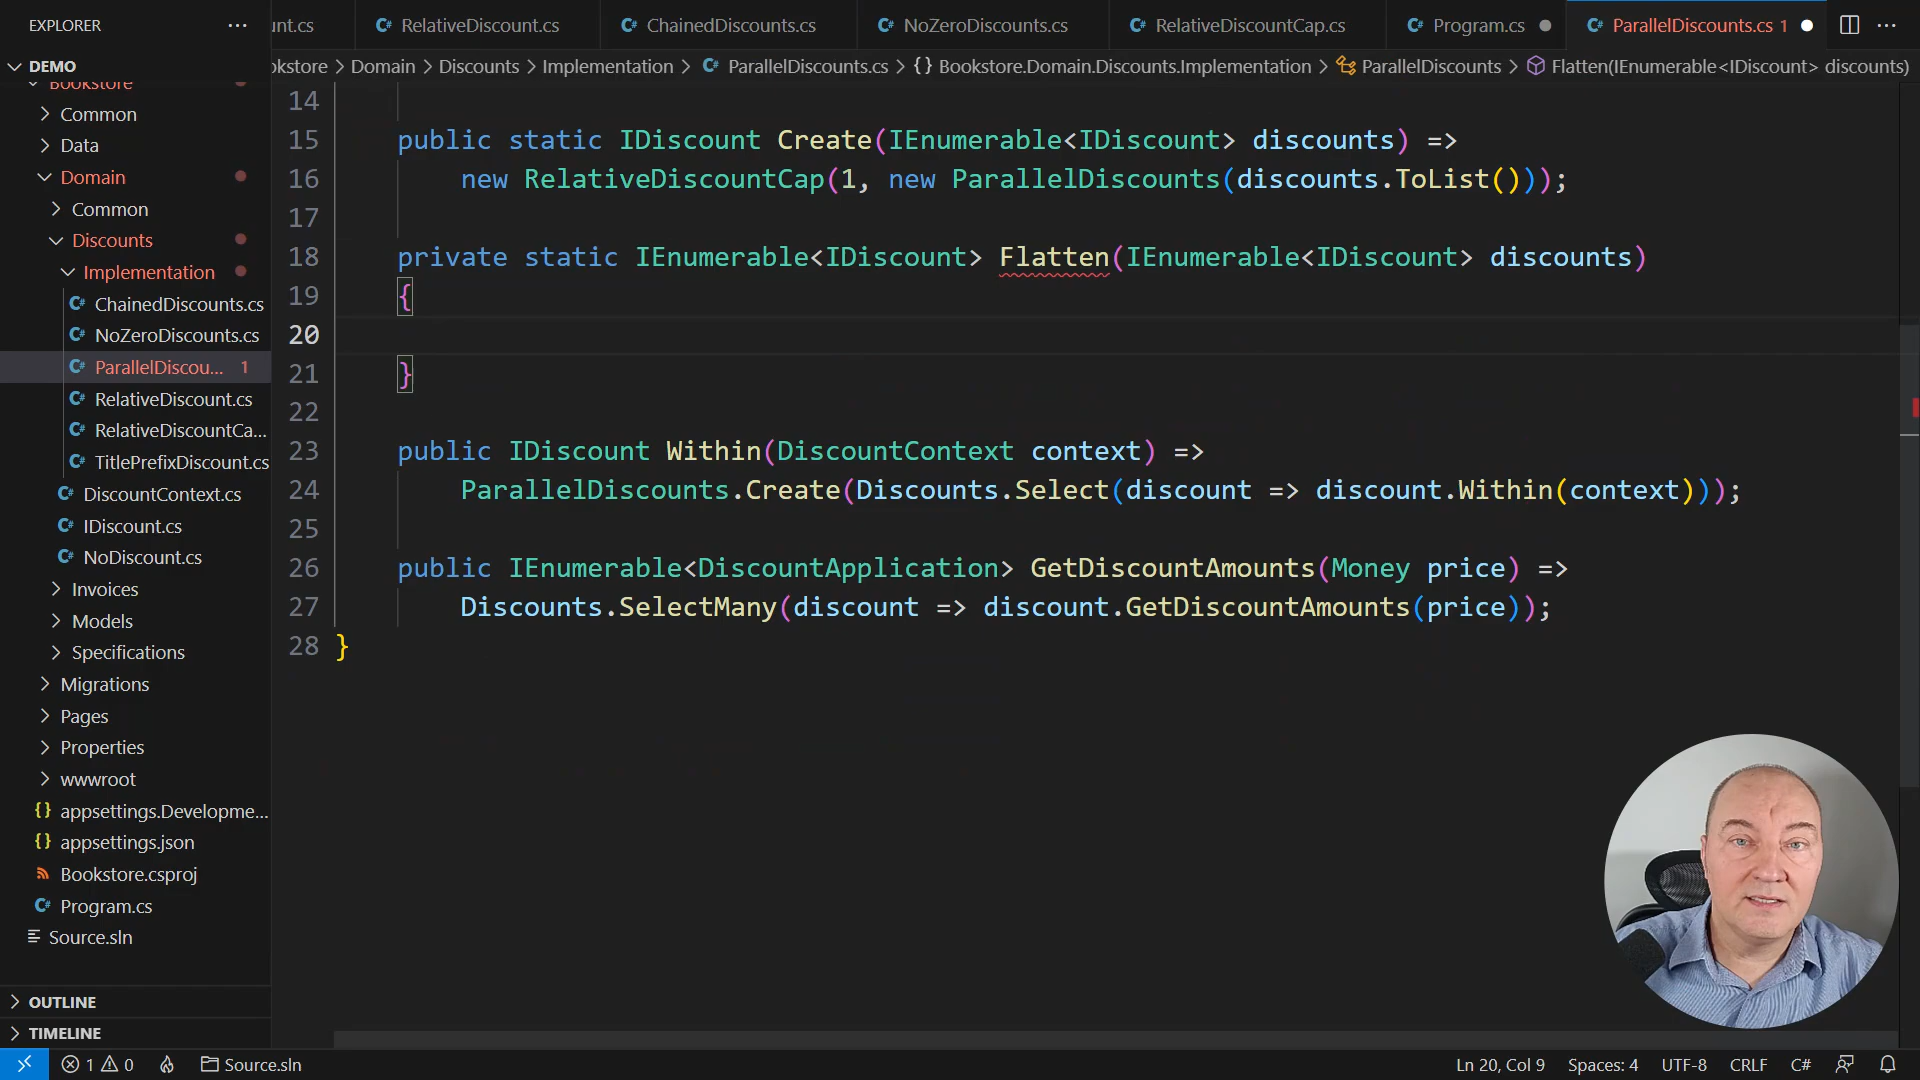 EXPLORER
DEMO
Bookstore
Common
Data
Domain
Common
Discounts
Implementation
ChainedDiscounts.cs
NoZeroDiscounts.cs
ParallelDiscou... 1
RelativeDiscount.cs
RelativeDiscountCa...
TitlePrefixDiscount.cs
DiscountContext.cs
IDiscount.cs
NoDiscount.cs
Invoices
Models
Specifications
Migrations
Pages
Properties
wwwroot
appsettings.Developme...
appsettings.json
Bookstore.csproj
Program.cs
Source.sln
OUTLINE
TIMELINE
unt.cs RelativeDiscount.cs ChainedDiscounts.cs NoZeroDiscounts.cs RelativeDiscountCap.cs Program.cs ParallelDiscounts.cs 1
okstore > Domain > Discounts > Implementation > ParallelDiscounts.cs > {} Bookstore.Domain.Discounts.Implementation > ParallelDiscounts > Flatten(IEnumerable<IDiscount> discounts)
14
15 public static IDiscount Create(IEnumerable<IDiscount> discounts) =>
16 new RelativeDiscountCap(1, new ParallelDiscounts(discounts.ToList()));
17
18 private static IEnumerable<IDiscount> Flatten(IEnumerable<IDiscount> discounts)
19 {
20
21 }
22
23 public IDiscount Within(DiscountContext context) =>
24 ParallelDiscounts.Create(Discounts.Select(discount => discount.Within(context)));
25
26 public IEnumerable<DiscountApplication> GetDiscountAmounts(Money price) =>
27 Discounts.SelectMany(discount => discount.GetDiscountAmounts(price));
28 }
1 0 Source.sln Ln 20, Col 9 Spaces: 4 UTF-8 CRLF C#